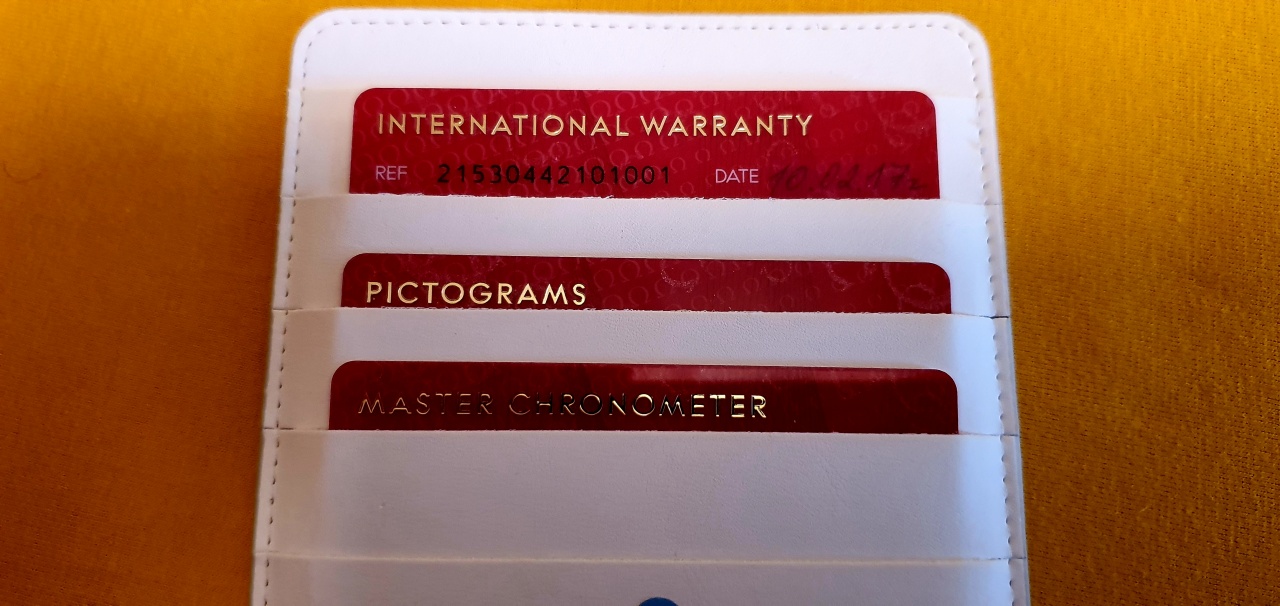 INTERNATIONAL WARRANTY
REF 21530442101001 DATE
PICTOGRAMS
MASTER CHRONOMETER